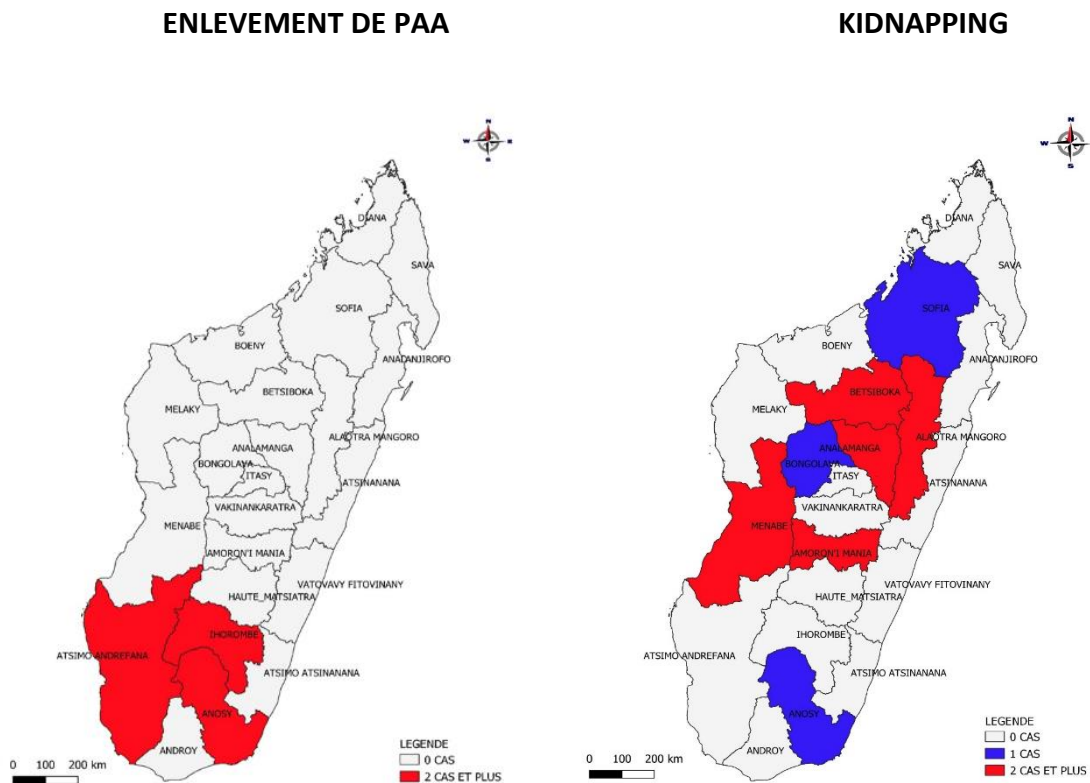 ENLEVEMENT DE PAA
N
W E
S
DIANA
SAVA
SOFIA
BOENY
ANADANJIROFO
BETSIBOKA
MELAKY
ALAOTRA MANGORO
ANALAMANGA
BONGOLAVA
ITASY
ATSINANANA
VAKINANKARATRA
MENABE
AMORON'I MANIA
VATOVAVY FITOVINANY
HAUTE_MATSIATRA
IHOROMBE
ATSIMO ANDREFANA
ATSIMO ATSINANANA
ANOSY
ANDROY
LEGENDE
0 CAS
2 CAS ET PLUS
0 100 200 km
KIDNAPPING
N
W E
S
DIANA
SAVA
SOFIA
BOENY
ANADANJIROFO
BETSIBOKA
MELAKY
ALAOTRA MANGORO
ANALAMANGA
BONGOLAVA
ITASY
ATSINANANA
VAKINANKARATRA
MENABE
AMORON'I MANIA
VATOVAVY FITOVINANY
HAUTE_MATSIATRA
IHOROMBE
ATSIMO ANDREFANA
ATSIMO ATSINANANA
ANOSY
ANDROY
LEGENDE
0 CAS
1 CAS
2 CAS ET PLUS
0 100 200 km